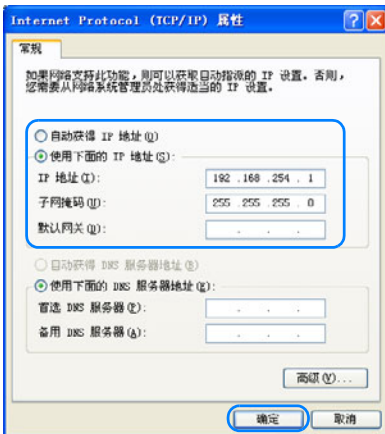 Internet Protocol (TCP/IP) 属性
常规
如果网络支持此功能，则可以获取自动指派的 IP 设置。否则，
您需要从网络系统管理员处获得适当的 IP 设置。
自动获得 IP 地址(O)
使用下面的 IP 地址(S):
IP 地址(I): 192 .168 .254 . 1
子网掩码(U): 255 .255 .255 . 0
默认网关(D): . . .
自动获得 DNS 服务器地址(B)
使用下面的 DNS 服务器地址(E):
首选 DNS 服务器(P): . . .
备用 DNS 服务器(A): . . .
高级(V)...
确定 取消